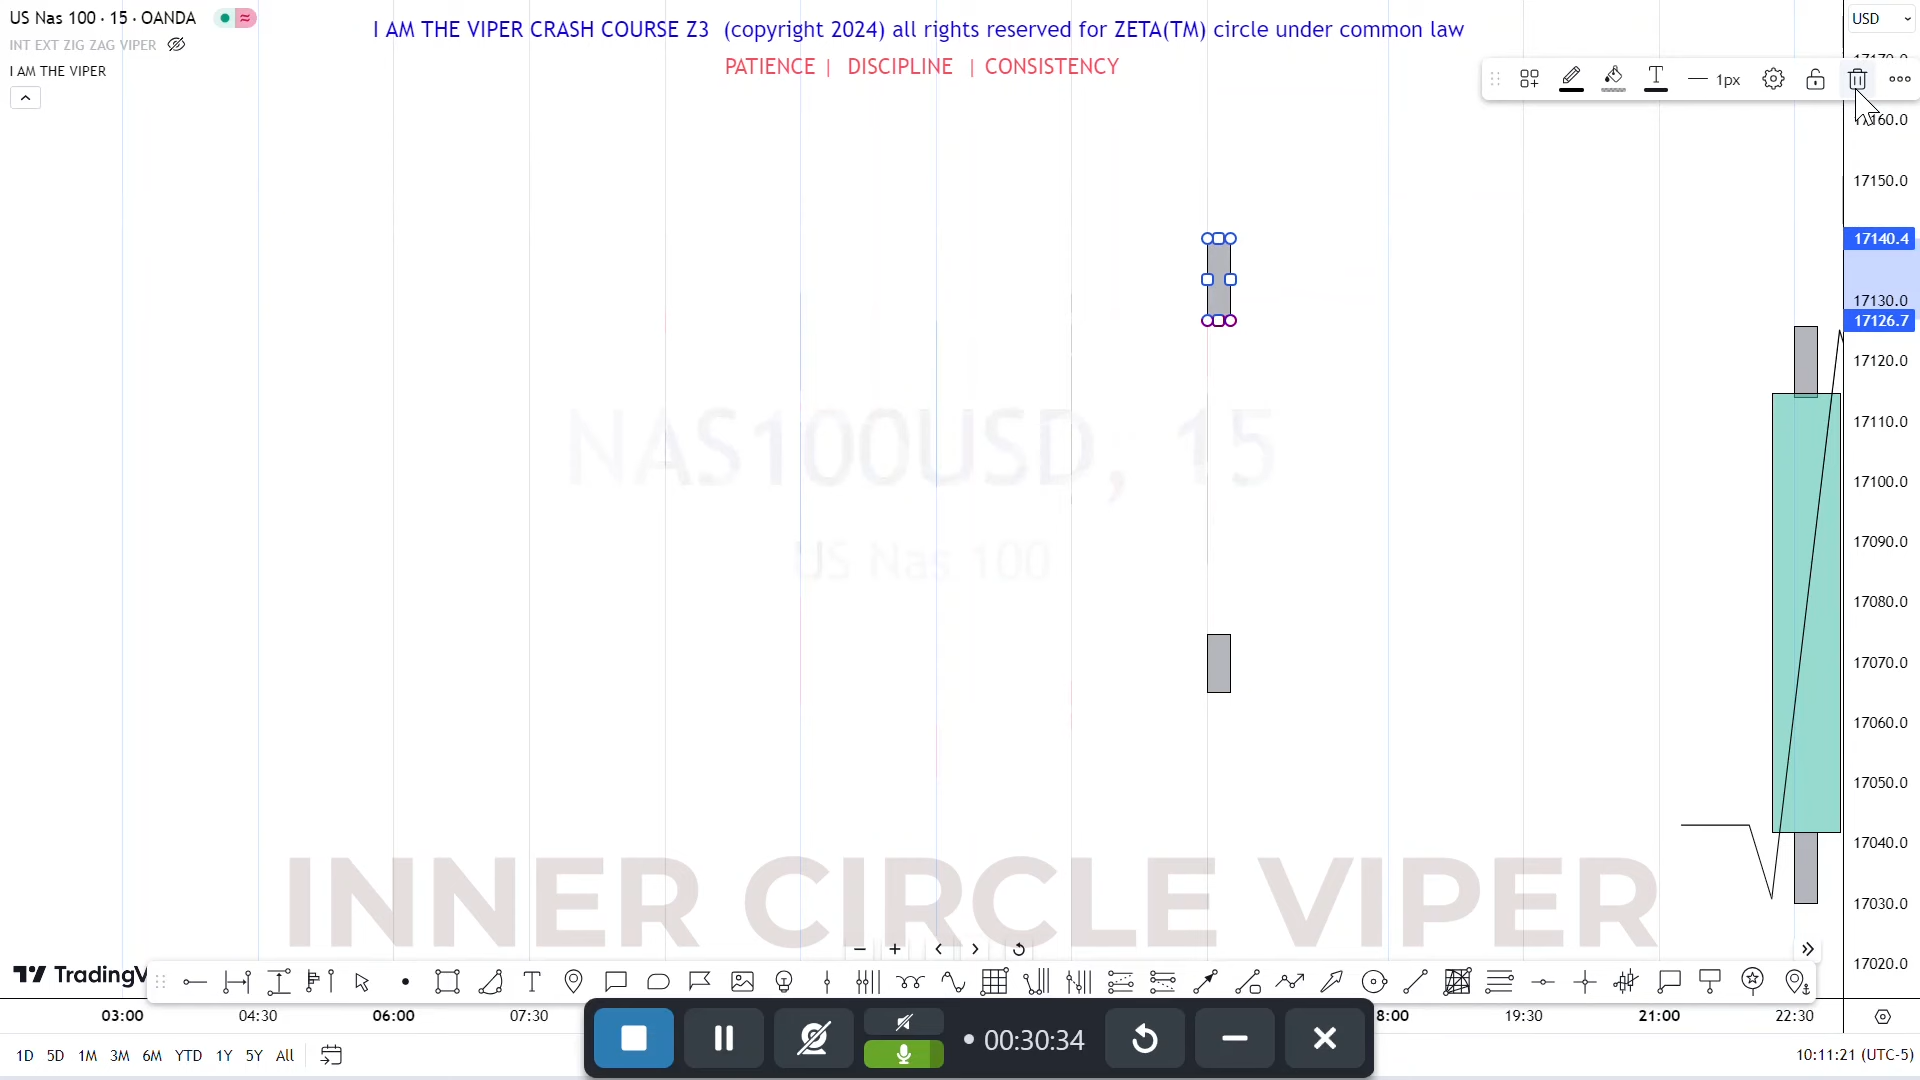 US Nas 100 · 15 · OANDA
INT EXT ZIG ZAG VIPER
I AM THE VIPER
I AM THE VIPER CRASH COURSE Z3 (copyright 2024) all rights reserved for ZETA(TM) circle under common law
PATIENCE | DISCIPLINE | CONSISTENCY
USD
1px
17160.0
17150.0
17140.4
17130.0
17126.7
17120.0
17110.0
17100.0
17090.0
17080.0
17070.0
17060.0
17050.0
17040.0
17030.0
17020.0
NAS100USD, 15
US Nas 100
INNER CIRCLE VIPER
TradingV
03:00 04:30 06:00 07:30 8:00 19:30 21:00 22:30
1D 5D 1M 3M 6M YTD 1Y 5Y All
00:30:34
10:11:21 (UTC-5)